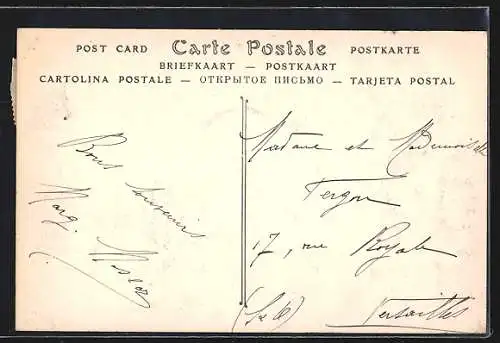 POST CARD Carte Postale POSTKARTE
BRIEFKAART — POSTKAART
CARTOLINA POSTALE — ОТКРЫТОЕ ПИСЬМО — TARJETA POSTAL
Bons
souvenirs
Marg.
Madame et Mademoiselle
17, rue Royale
(S & O) Versailles